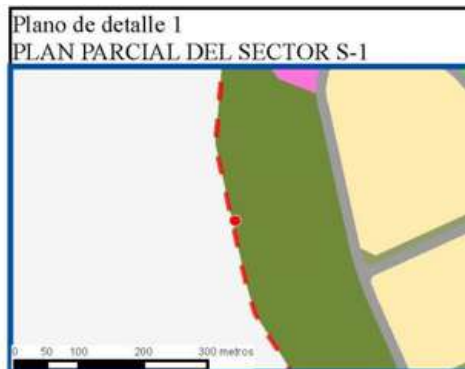 Plano de detalle 1
PLAN PARCIAL DEL SECTOR S-1
0 50 100 200 300 metros